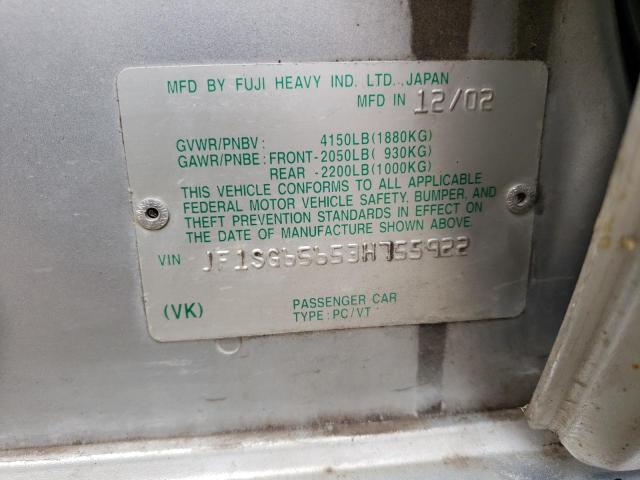 MFD BY FUJI HEAVY IND. LTD., JAPAN
MFD IN 12/02
GVWR/PNBV: 4150LB(1880KG)
GAWR/PNBE: FRONT-2050LB( 930KG)
REAR -2200LB(1000KG)
THIS VEHICLE CONFORMS TO ALL APPLICABLE
FEDERAL MOTOR VEHICLE SAFETY, BUMPER, AND
THEFT PREVENTION STANDARDS IN EFFECT ON
THE DATE OF MANUFACTURE SHOWN ABOVE.
VIN JF1SG65653H755922
PASSENGER CAR
(VK) TYPE: PC/VT